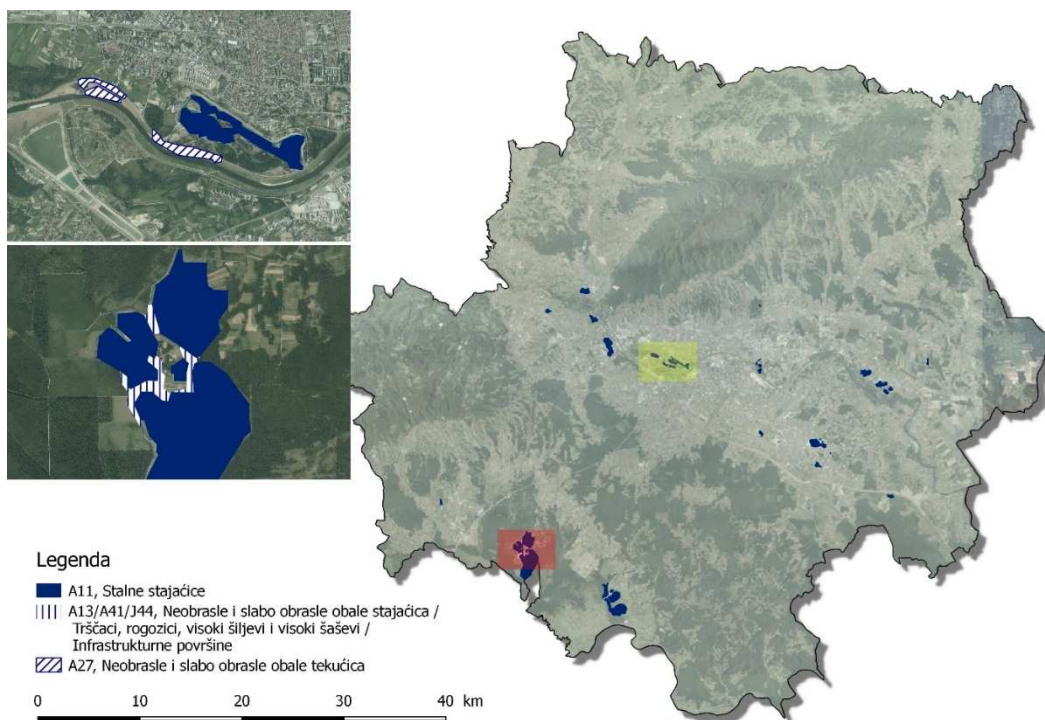 Legenda
A11, Stalne stajaćice
A13/A41/J44, Neobrasle i slabo obrasle obale stajaćica /
Trščaci, rogozici, visoki šiljevi i visoki šaševi /
Infrastrukturne površine
A27, Neobrasle i slabo obrasle obale tekućica
0 10 20 30 40 km